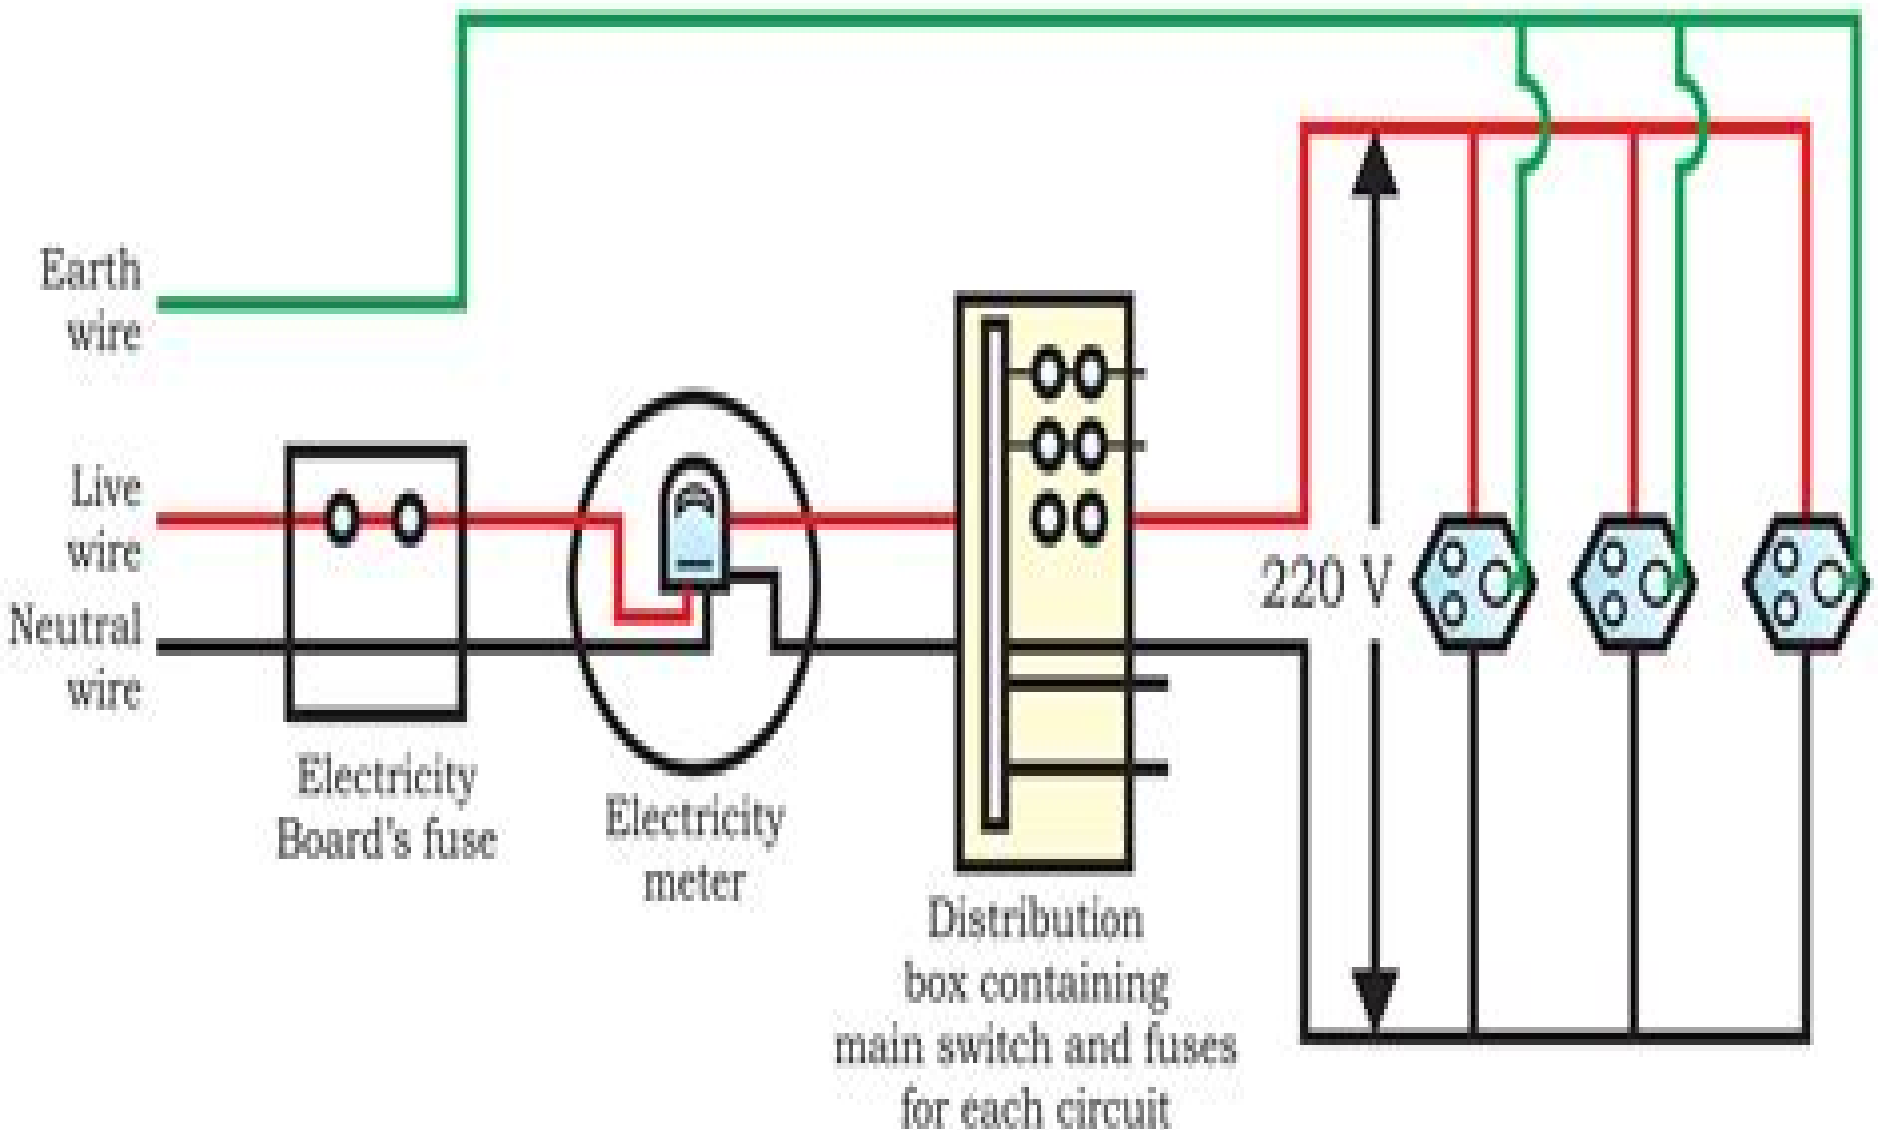 Earth
wire
Live
wire
Neutral
wire
Electricity
Board's fuse
Electricity
meter
Distribution
box containing
main switch and fuses
for each circuit
220 V